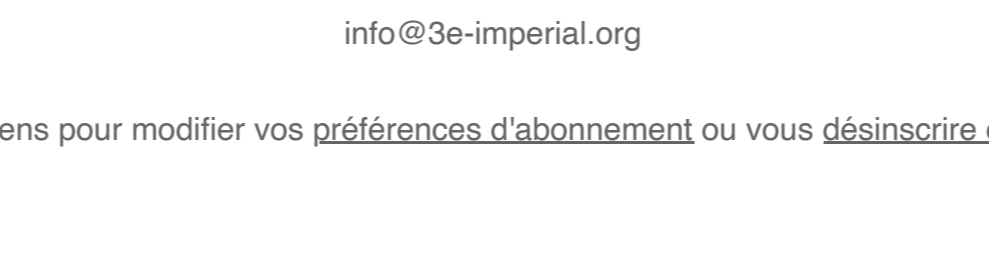 info@3e-imperial.org
ens pour modifier vos préférences d'abonnement ou vous désinscrire